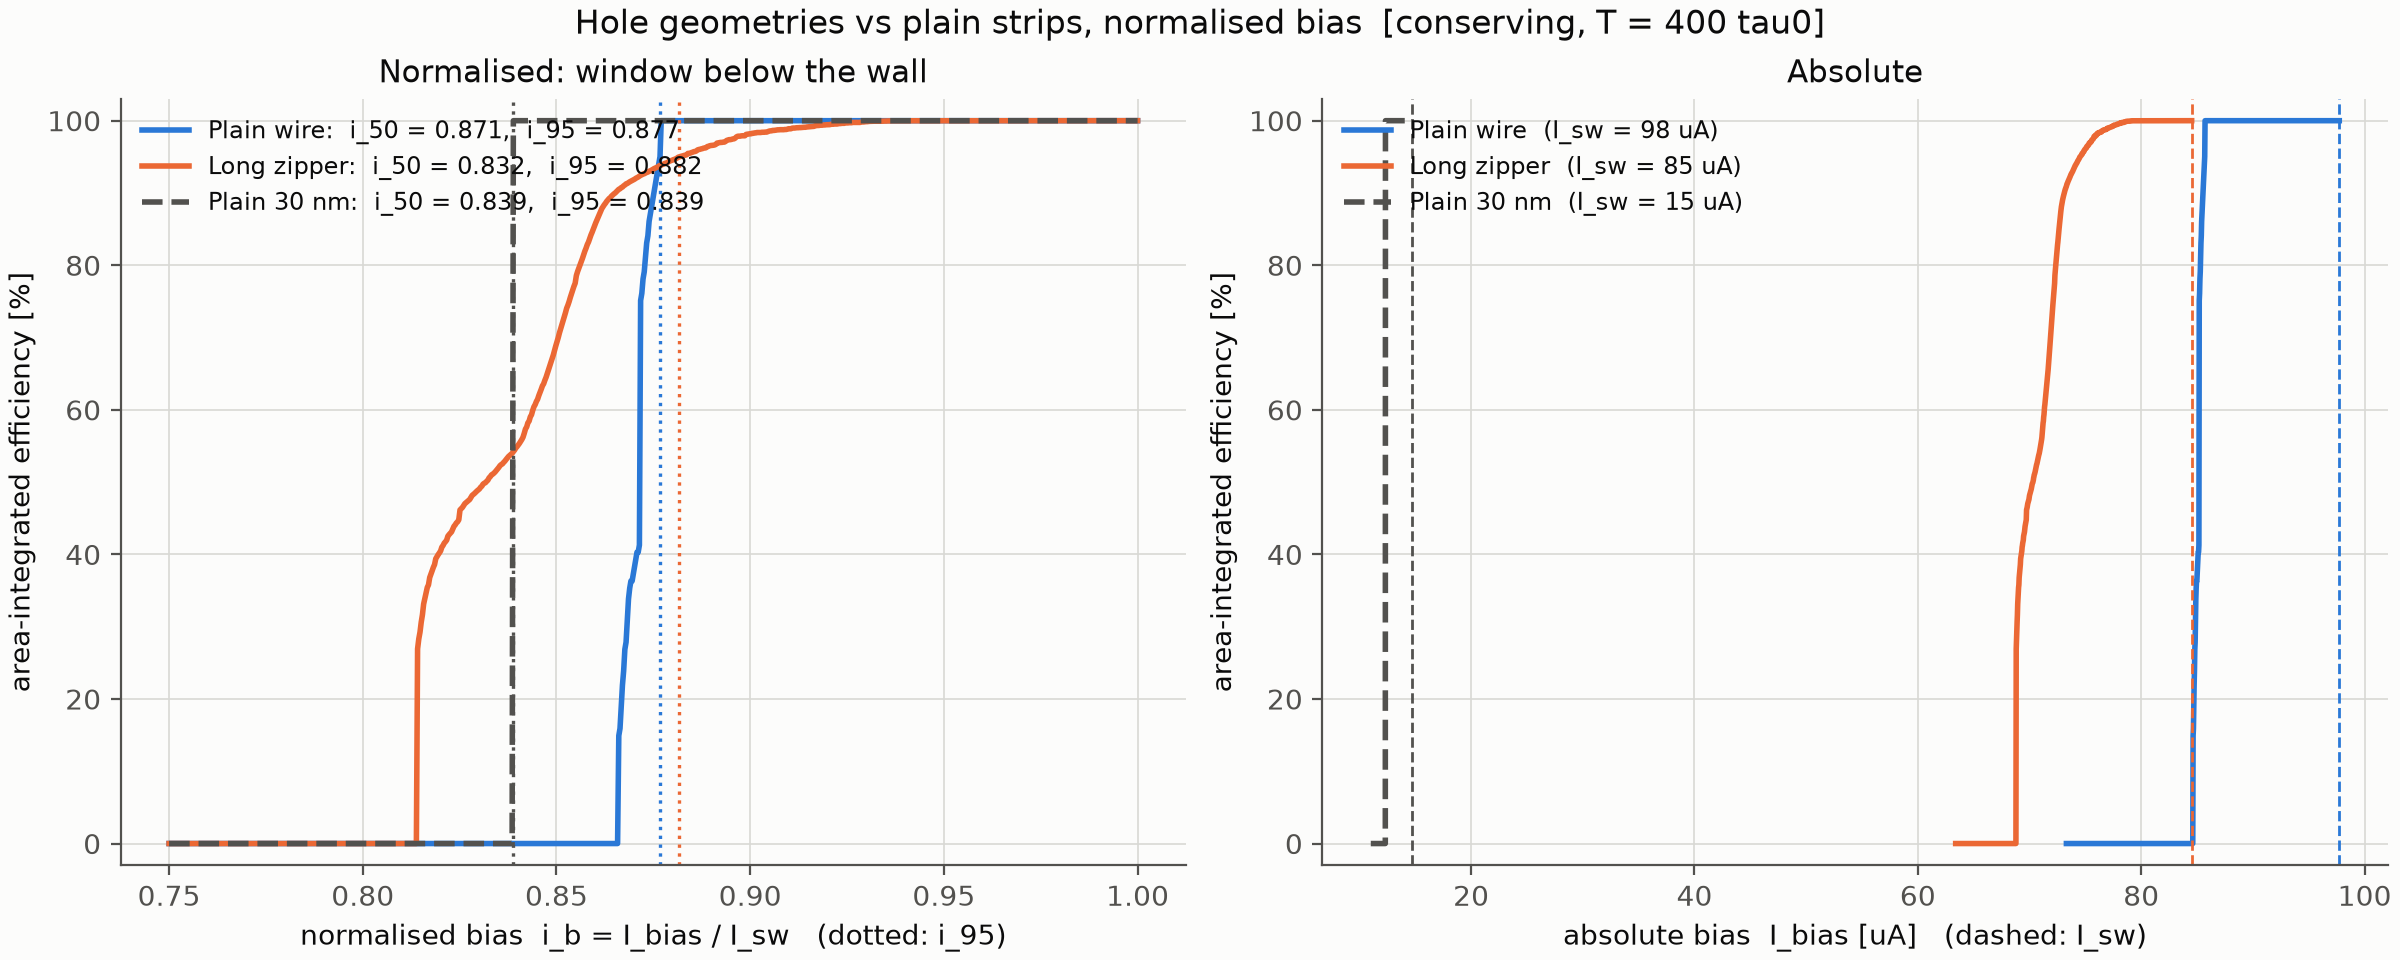 Hole geometries vs plain strips, normalised bias  [conserving, T = 400 tau0]
Normalised: window below the wall
Plain wire:  i_50 = 0.871,  i_95 = 0.877
Long zipper:  i_50 = 0.832,  i_95 = 0.882
Plain 30 nm:  i_50 = 0.839,  i_95 = 0.839
area-integrated efficiency [%]
100
80
60
40
20
0
0.75
0.80
0.85
0.90
0.95
1.00
normalised bias  i_b = I_bias / I_sw   (dotted: i_95)
Absolute
Plain wire  (I_sw = 98 uA)
Long zipper  (I_sw = 85 uA)
Plain 30 nm  (I_sw = 15 uA)
area-integrated efficiency [%]
100
80
60
40
20
0
20
40
60
80
100
absolute bias  I_bias [uA]   (dashed: I_sw)